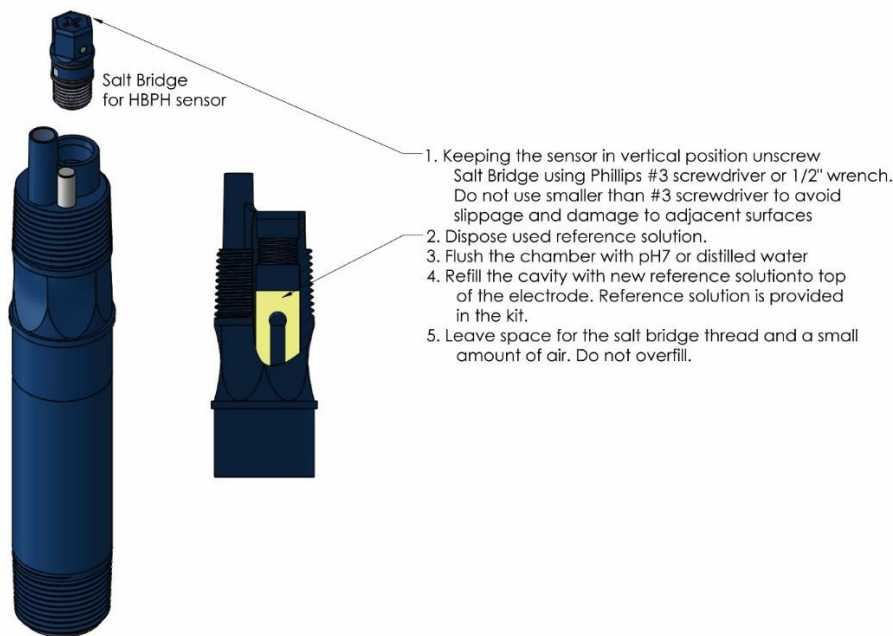 Salt Bridge
for HBPH sensor
1. Keeping the sensor in vertical position unscrew
Salt Bridge using Phillips #3 screwdriver or 1/2" wrench.
Do not use smaller than #3 screwdriver to avoid
slippage and damage to adjacent surfaces
2. Dispose used reference solution.
3. Flush the chamber with pH7 or distilled water
4. Refill the cavity with new reference solutionto top
of the electrode. Reference solution is provided
in the kit.
5. Leave space for the salt bridge thread and a small
amount of air. Do not overfill.